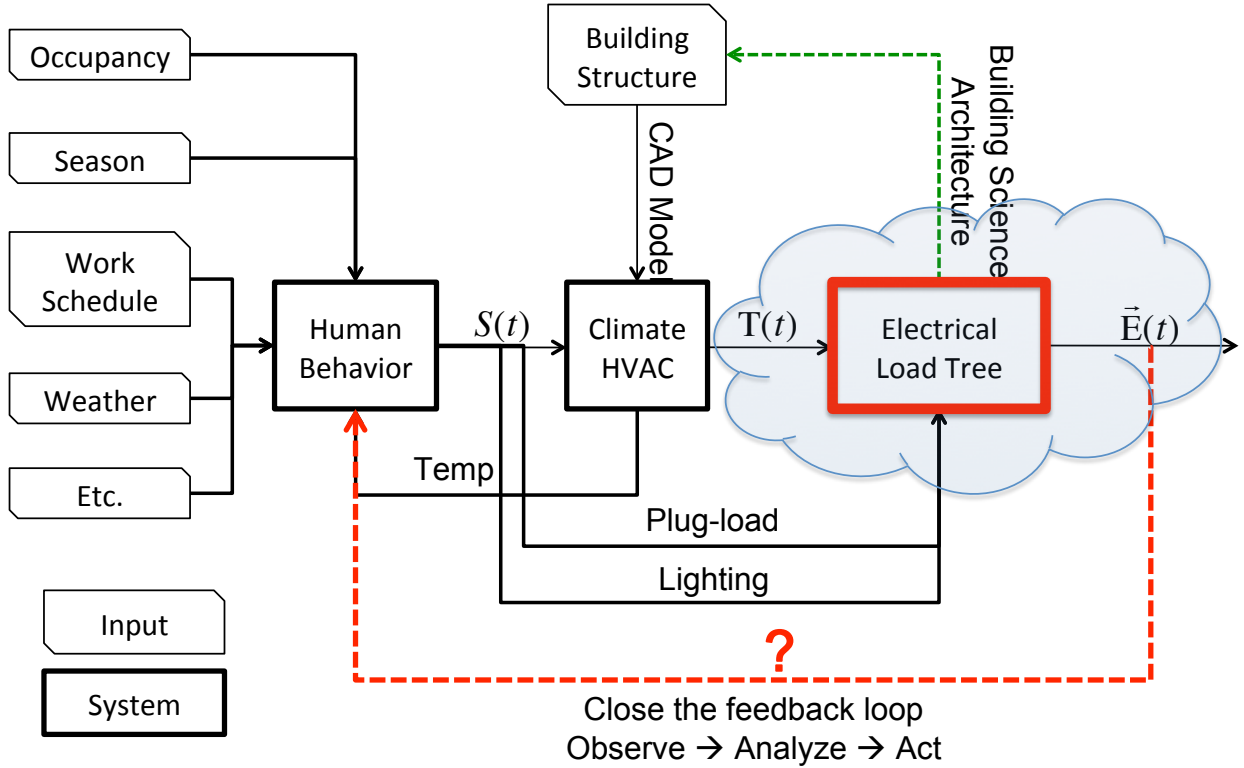 Occupancy
Season
Work
Schedule
Weather
Etc.
Building
Structure
CAD Model
Building Science
Architecture
Human
Behavior
S(t)
Climate
HVAC
T(t)
Electrical
Load Tree
E⃗(t)
Temp
Plug-load
Lighting
Input
System
?
Close the feedback loop
Observe → Analyze → Act